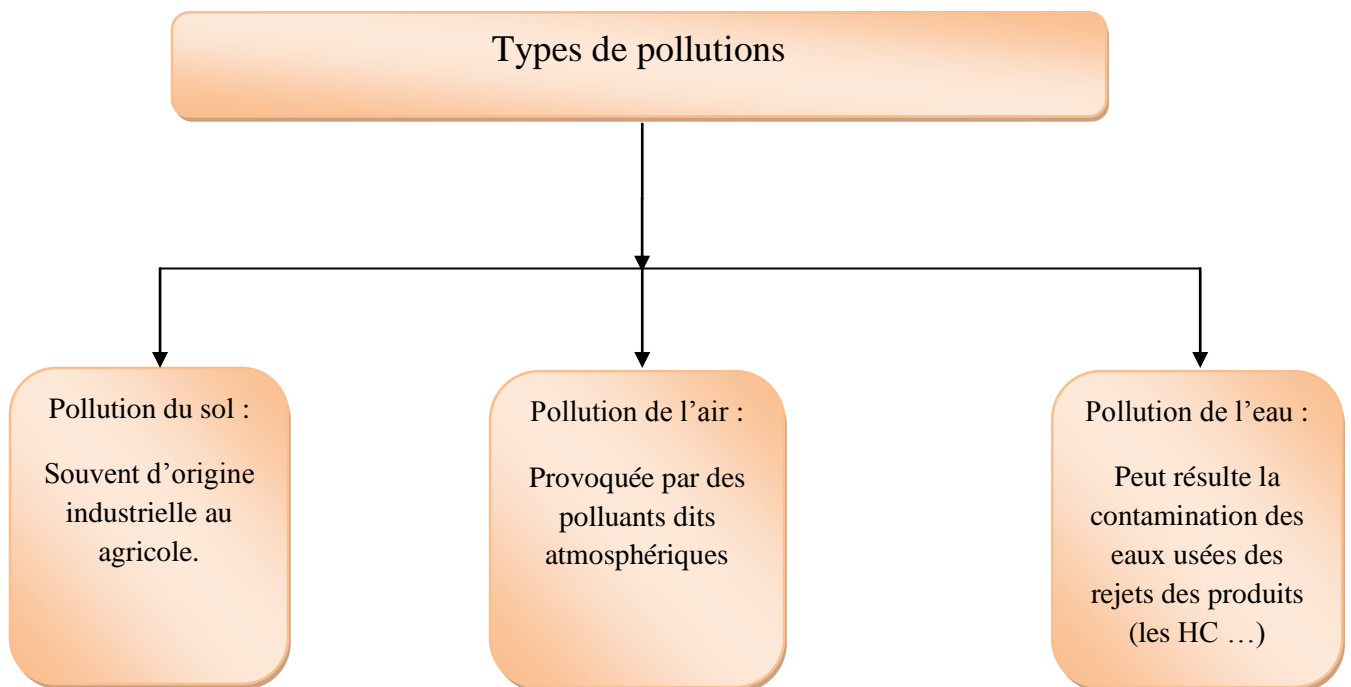 Types de pollutions
Pollution du sol :
Souvent d’origine
industrielle au
agricole.
Pollution de l’air :
Provoquée par des
polluants dits
atmosphériques
Pollution de l’eau :
Peut résulte la
contamination des
eaux usées des
rejets des produits
(les HC …)